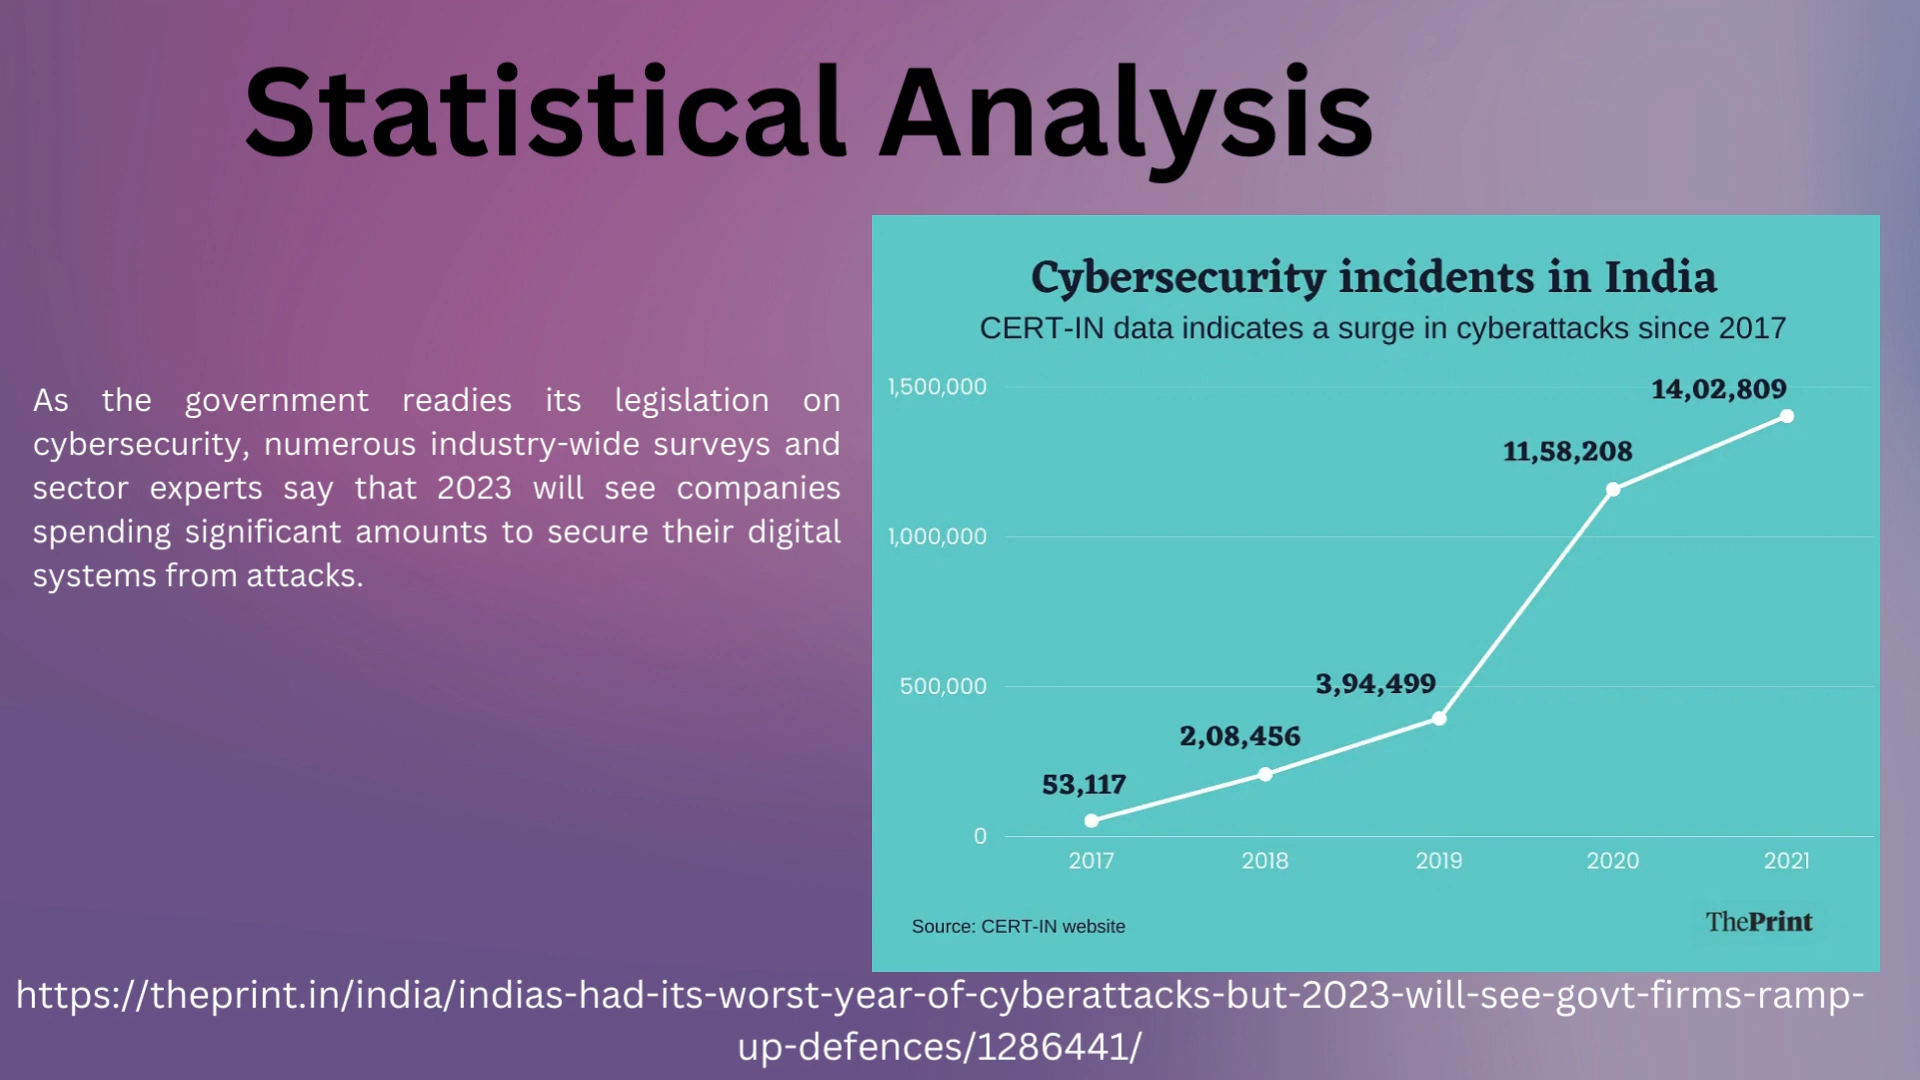 Statistical Analysis
As the government readies its legislation on
cybersecurity, numerous industry-wide surveys and
sector experts say that 2023 will see companies
spending significant amounts to secure their digital
systems from attacks.
Cybersecurity incidents in India
CERT-IN data indicates a surge in cyberattacks since 2017
1,500,000
14,02,809
11,58,208
1,000,000
500,000
3,94,499
2,08,456
53,117
0
2017 2018 2019 2020 2021
Source: CERT-IN website
ThePrint
https://theprint.in/india/indias-had-its-worst-year-of-cyberattacks-but-2023-will-see-govt-firms-ramp-
up-defences/1286441/